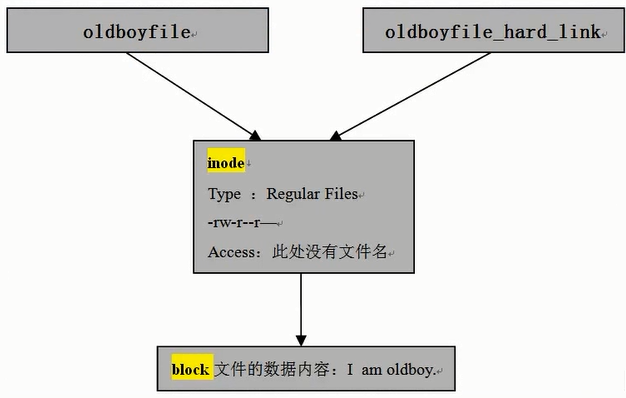 oldboyfile
oldboyfile_hard_link
inode
Type ：Regular Files
-rw-r--r—
Access：此处没有文件名
block 文件的数据内容：I am oldboy.